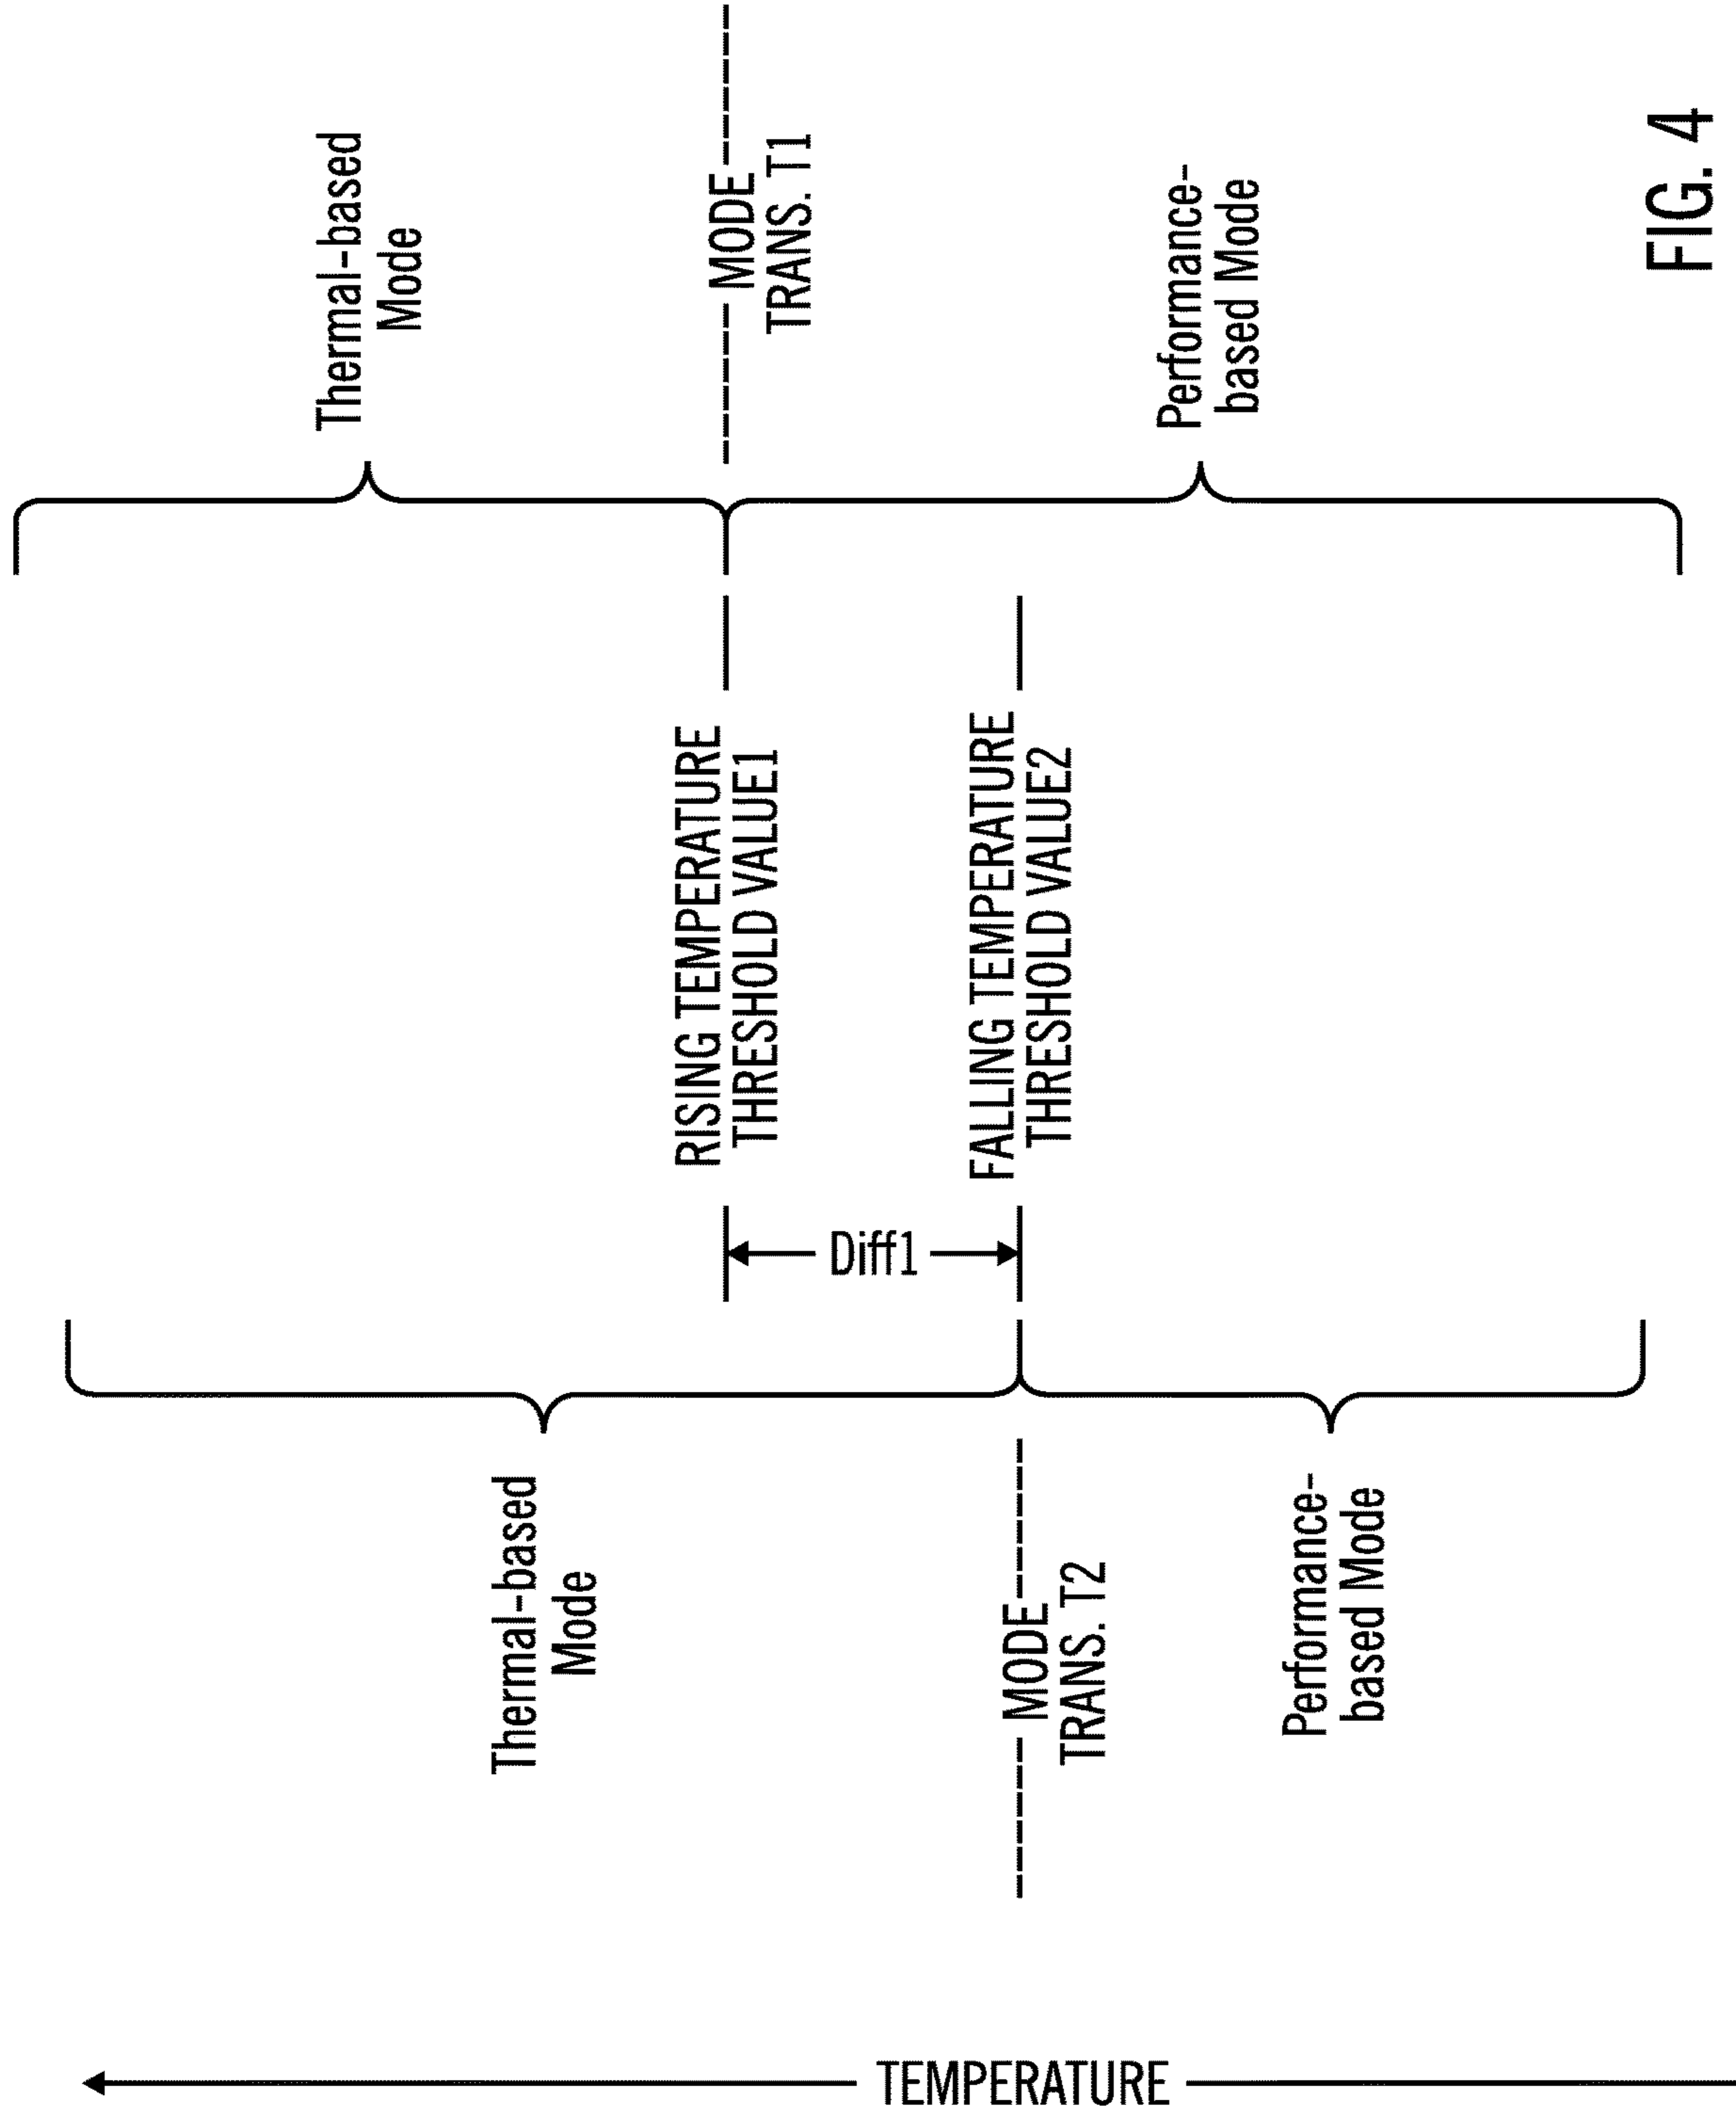 TEMPERATURE
Thermal-based
Mode
MODE
TRANS. T2
Performance-
based Mode
Diff1
RISING TEMPERATURE
THRESHOLD VALUE1
FALLING TEMPERATURE
THRESHOLD VALUE2
Thermal-based
Mode
MODE
TRANS. T1
Performance-
based Mode
FIG. 4